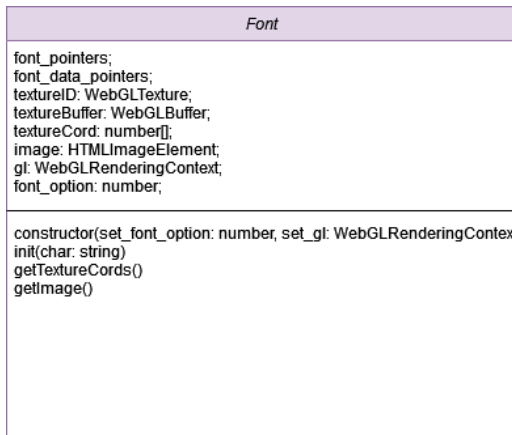 Font
font_pointers;
font_data_pointers;
textureID: WebGLTexture;
textureBuffer: WebGLBuffer;
textureCord: number[];
image: HTMLImageElement;
gl: WebGLRenderingContext;
font_option: number;
constructor(set_font_option: number, set_gl:
init(char: string)
getTextureCords()
getImage()